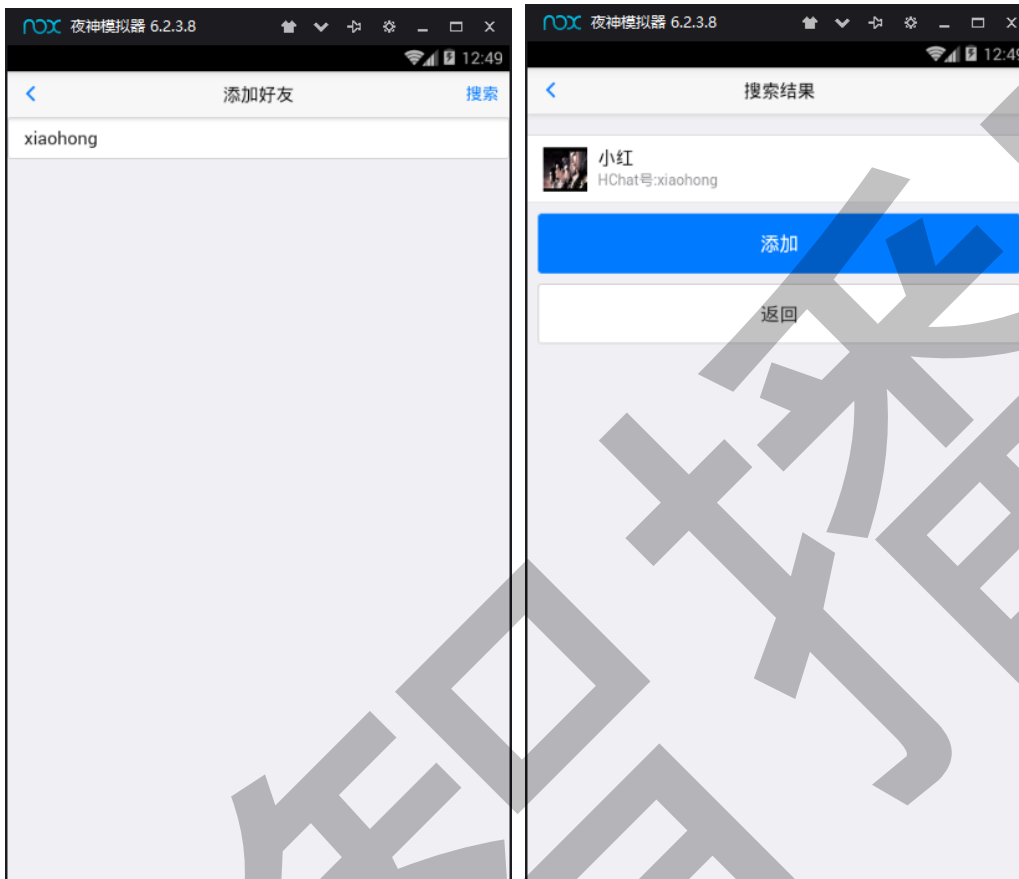 nox 夜神模拟器 6.2.3.8
12:49
添加好友
搜索
xiaohong
nox 夜神模拟器 6.2.3.8
12:49
搜索结果
小红
HChat号:xiaohong
添加
返回